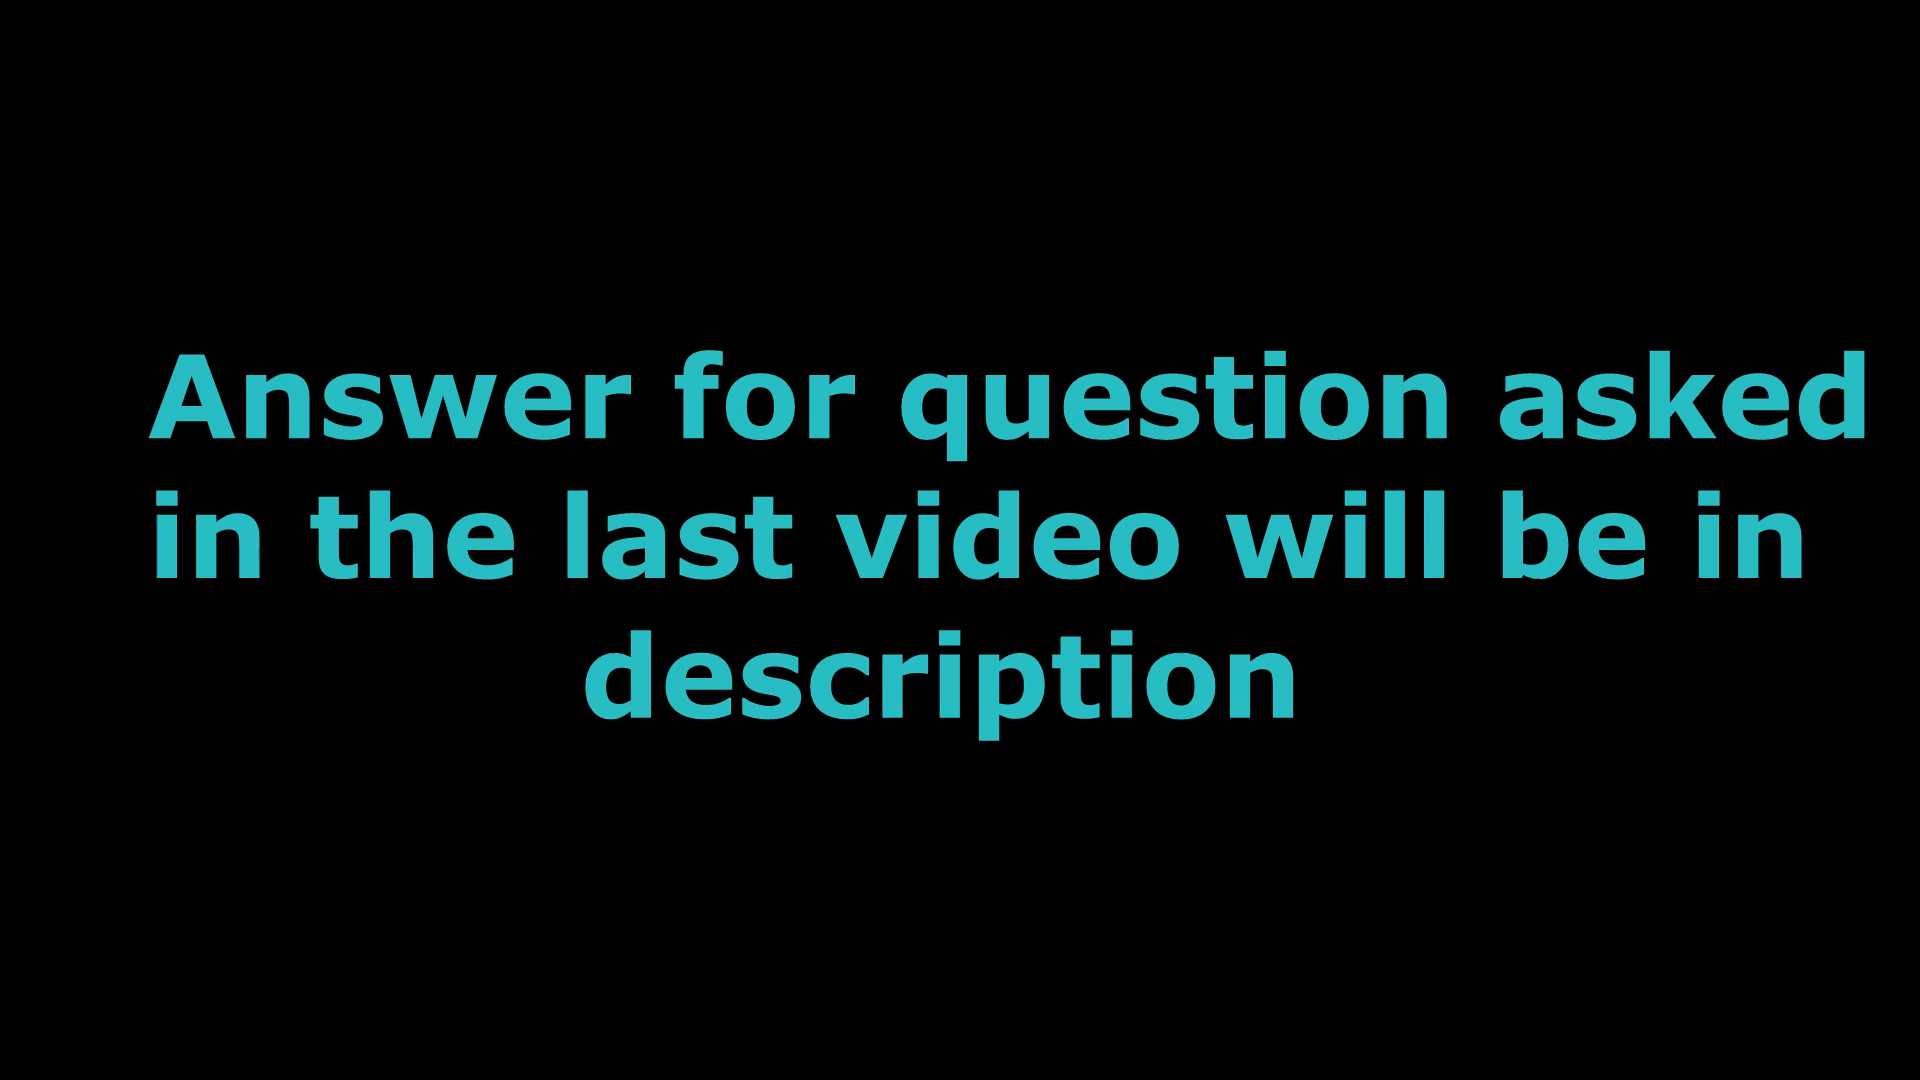 Answer for question asked
in the last video will be in
description